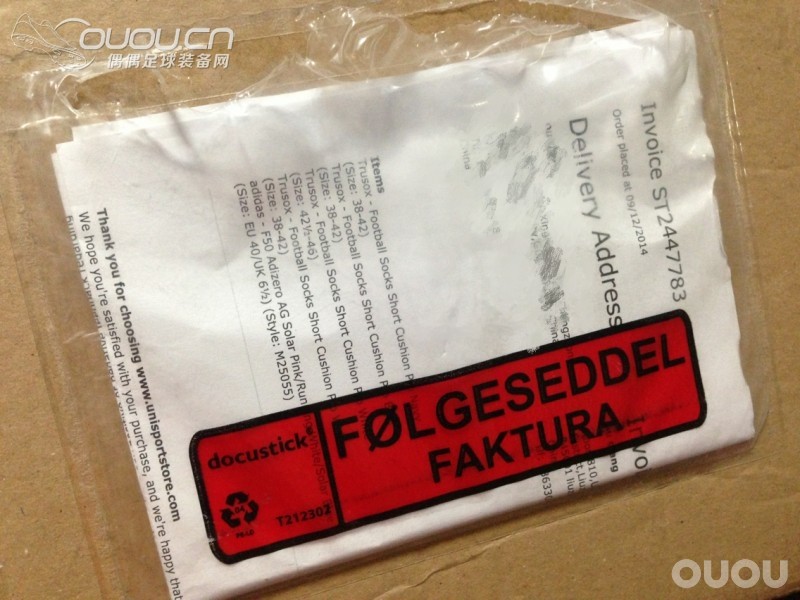 OUOU.CN
偶偶足球装备网
Invoice ST2447783
Order placed at 09/12/2014
Delivery Address
Items
Trusox - Football Socks Short Cushion
(Size: 38-42)
Trusox - Football Socks Short Cushion
(Size: 38-42)
Trusox - Football Socks Short Cushion
(Size: 42½-46)
Trusox - Football Socks Short Cushion
(Size: 38-42)
adidas - F50 Adizero AG Solar Pink/Run
(Size: EU 40/UK 6½) (Style: M25055)
Thank you for choosing www.unisportstore.com
We hope you're satisfied with your purchase, and we're happy that
docustick
FØLGESEDDEL
FAKTURA
04
PE-LD
T212302
OUOU